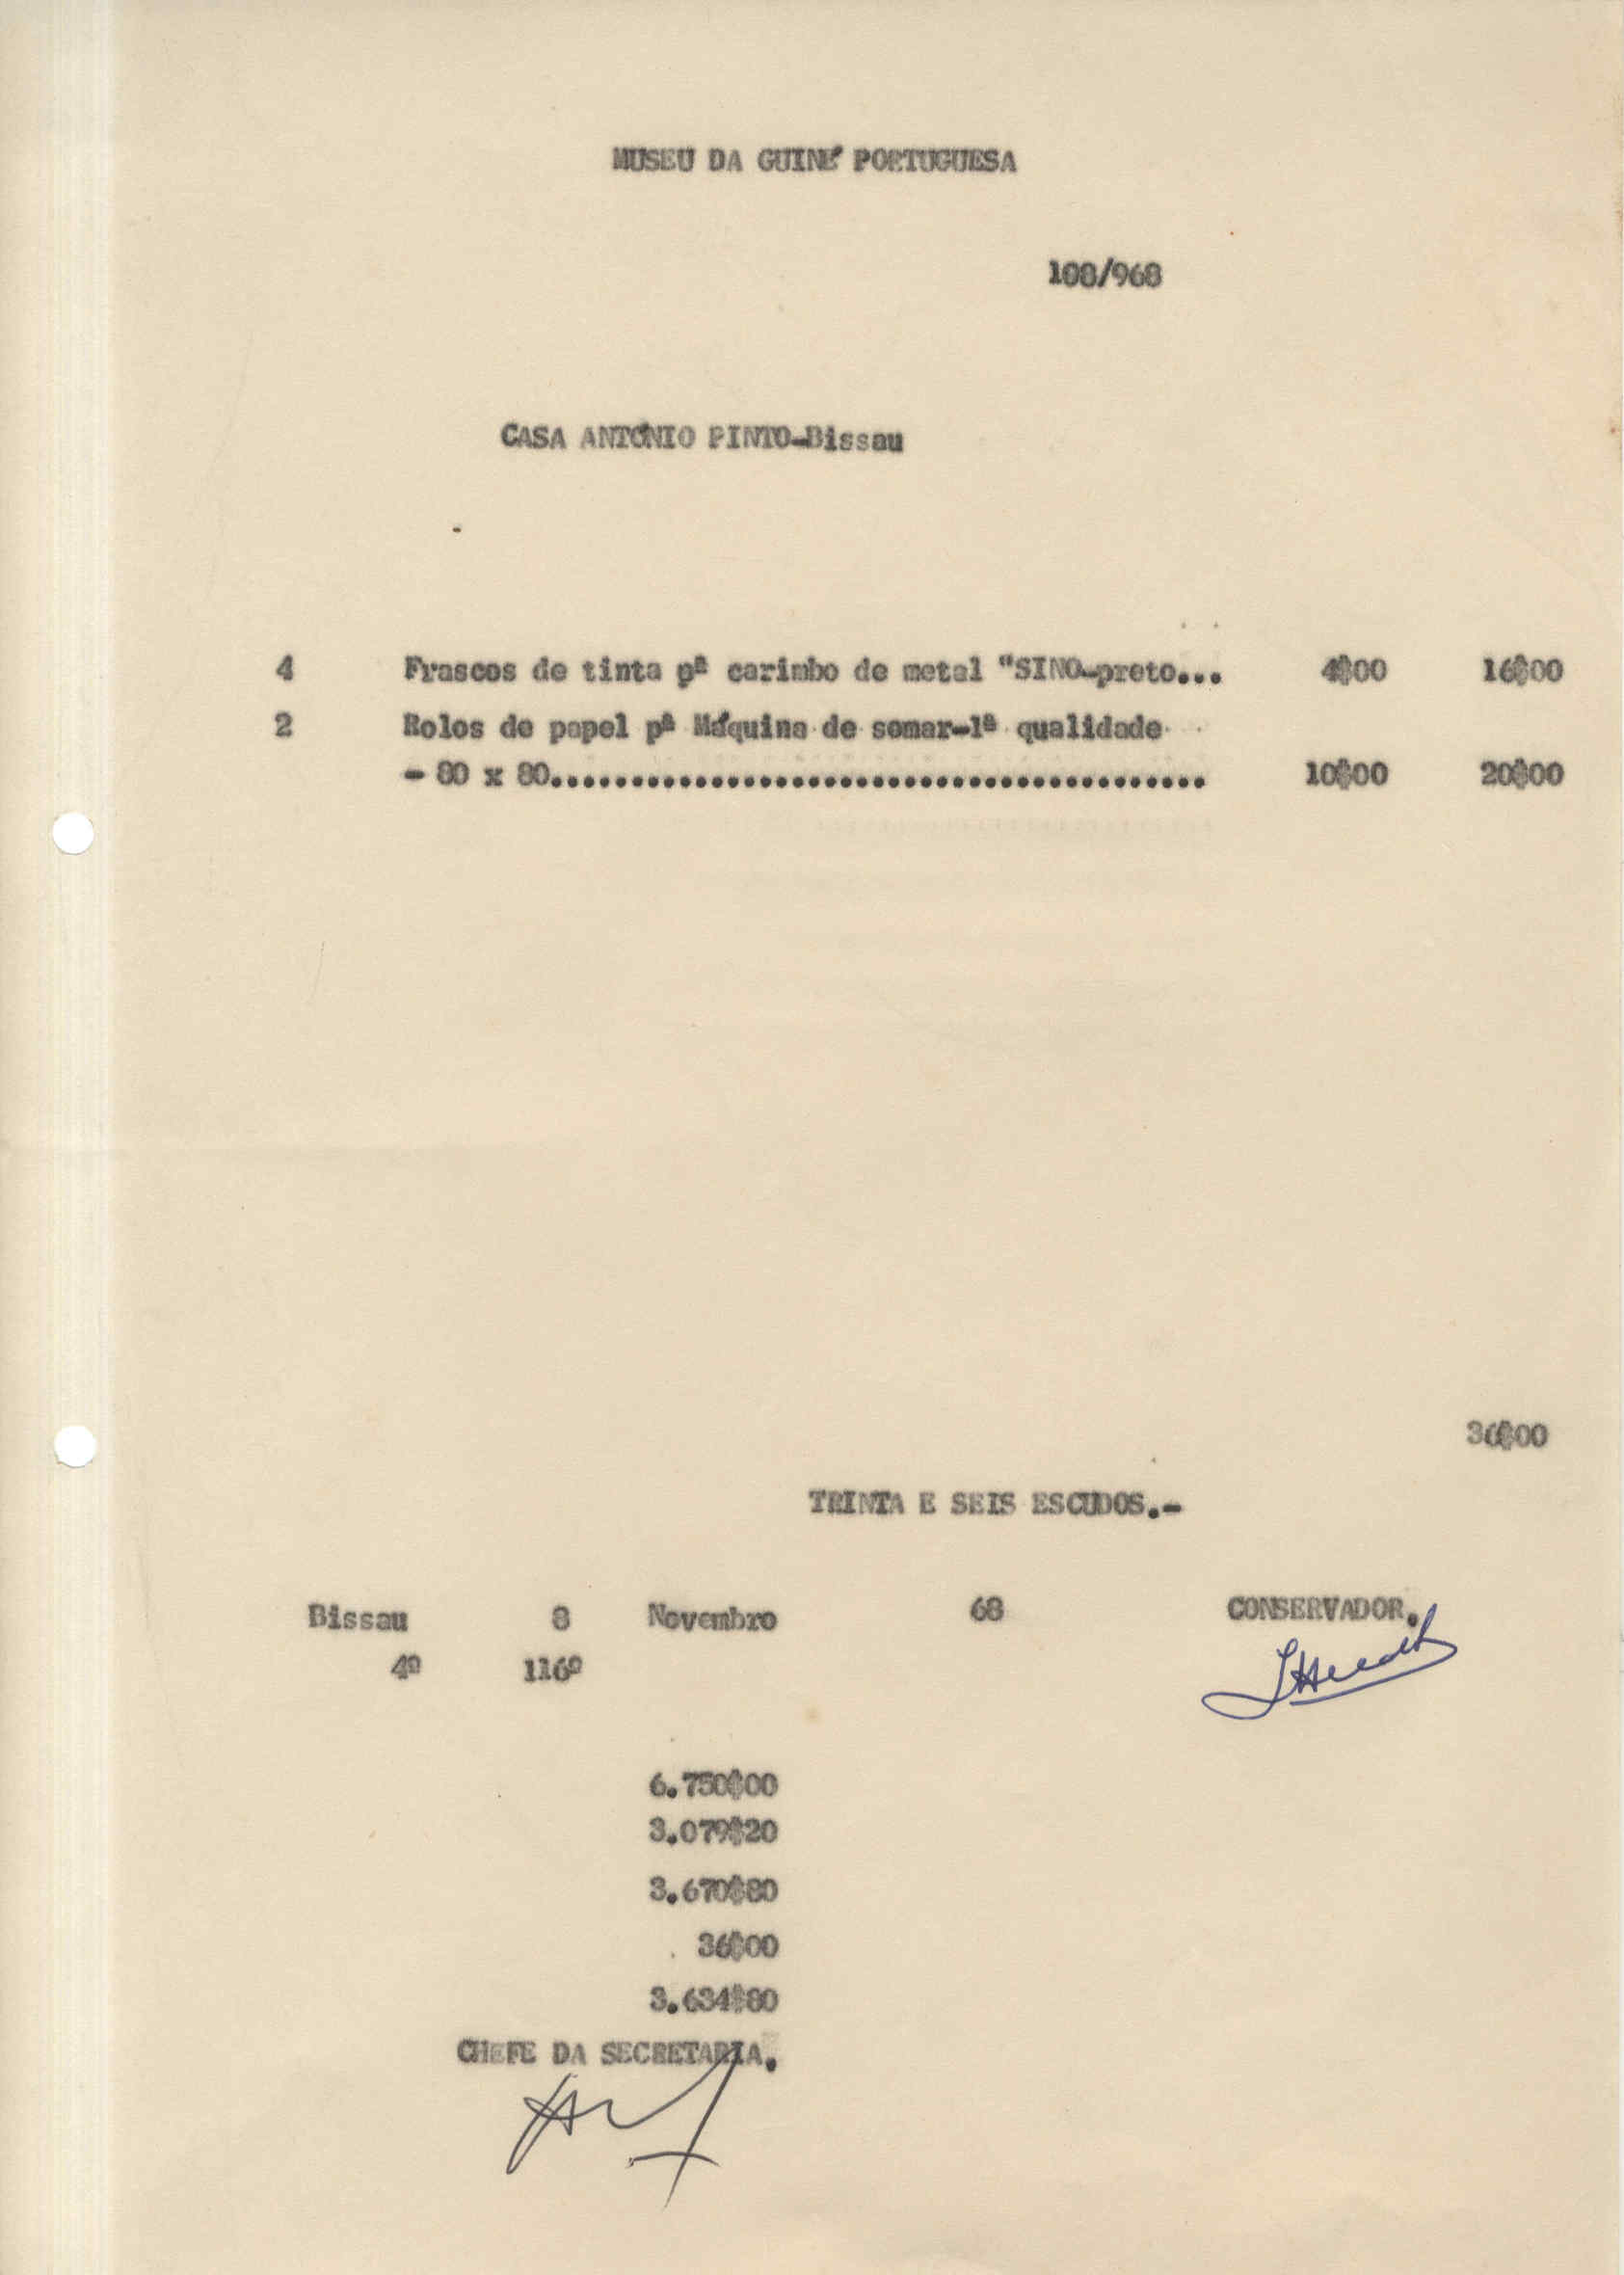 MUSEU DA GUINÉ PORTUGUESA
108/968
CASA ANTÓNIO PINTO-Bissau
4 Frascos de tinta pª carimbo de metal "SINO-preto... 4$00 16$00
2 Rolos de papel pª Máquina de somar-1ª qualidade
- 80 x 80......................................... 10$00 20$00
36$00
TRINTA E SEIS ESCUDOS.-
Bissau 8 Novembro 68 CONSERVADOR.
4º 116º
6.750$00
3.079$20
3.670$80
36$00
3.634$80
CHEFE DA SECRETARIA.